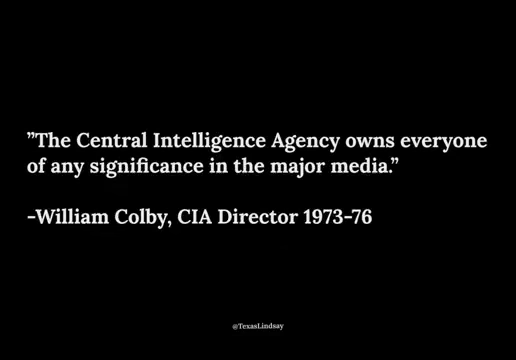 ”The Central Intelligence Agency owns everyone
of any significance in the major media.”
-William Colby, CIA Director 1973-76
@TexasLindsay